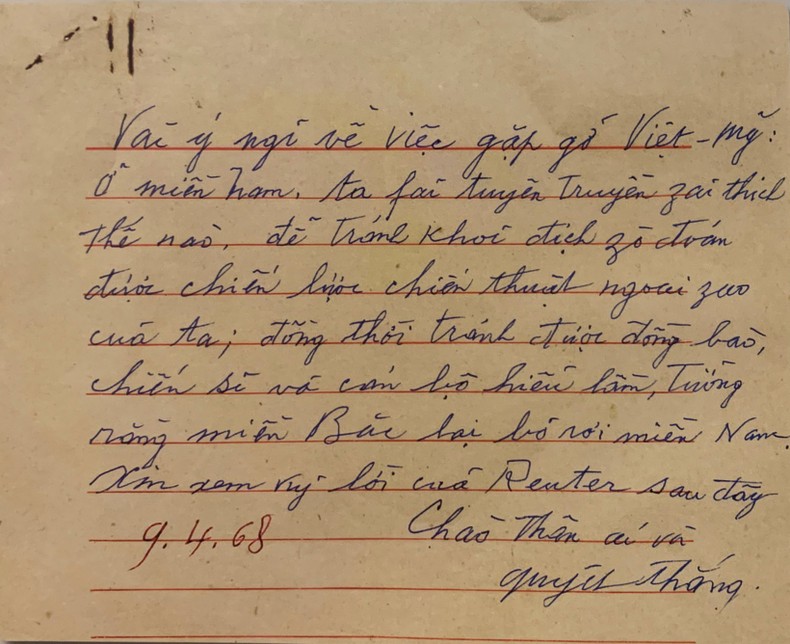 Vài ý ngĩ về việc gặp gỡ Việt - Mỹ:
Ở miền Nam, ta fải tuyên truyền zải thích
thế nào, để tránh khỏi địch zò đoán
được chiến lược chiến thuật ngoại zao
của ta; đồng thời tránh được đồng bào,
chiến sĩ và cán bộ hiểu lầm, tưởng
rằng miền Bắc lại bỏ rơi miền Nam.
Xin xem kỹ lời của Reuter sau đây
9.4.68 Chào thân ái và
quyết thắng.